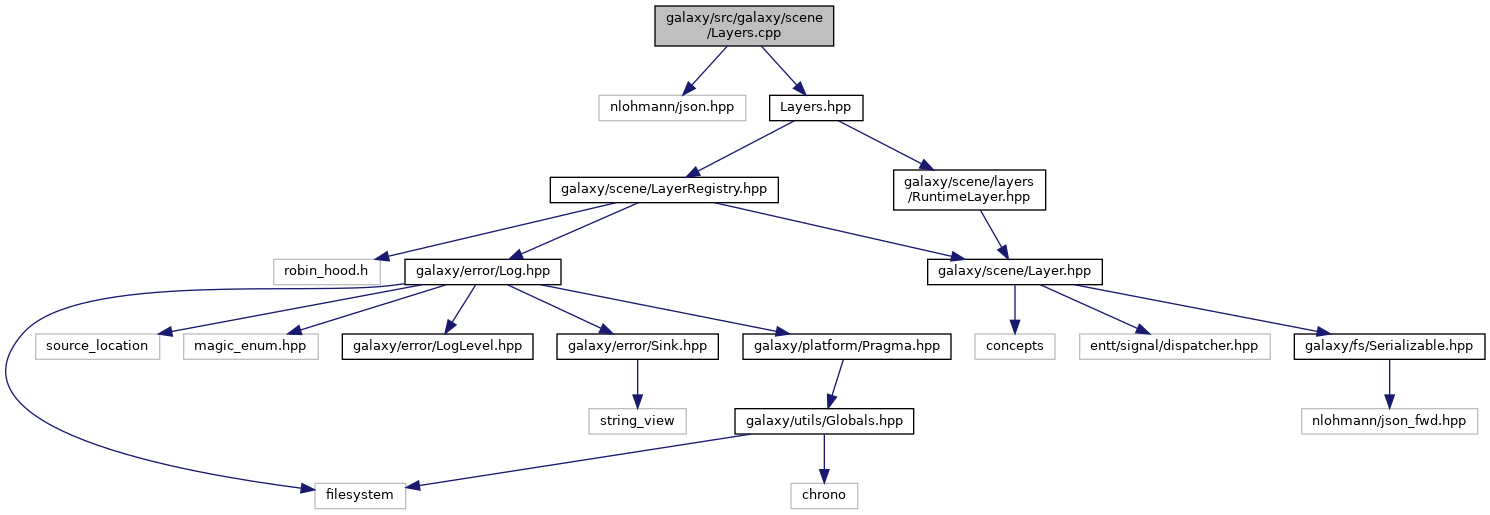 galaxy/src/galaxy/scene
/Layers.cpp
nlohmann/json.hpp
Layers.hpp
galaxy/scene/LayerRegistry.hpp
galaxy/scene/layers
/RuntimeLayer.hpp
robin_hood.h
galaxy/error/Log.hpp
galaxy/scene/Layer.hpp
source_location
magic_enum.hpp
galaxy/error/LogLevel.hpp
galaxy/error/Sink.hpp
galaxy/platform/Pragma.hpp
concepts
entt/signal/dispatcher.hpp
galaxy/fs/Serializable.hpp
string_view
galaxy/utils/Globals.hpp
nlohmann/json_fwd.hpp
filesystem
chrono